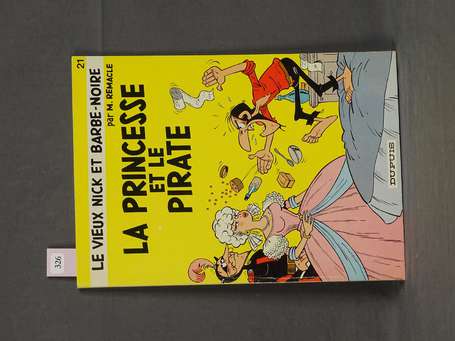 21
LE VIEUX NICK ET BARBE-NOIRE
par M. REMACLE
LA PRINCESSE
ET LE
PIRATE
DUPUIS
326